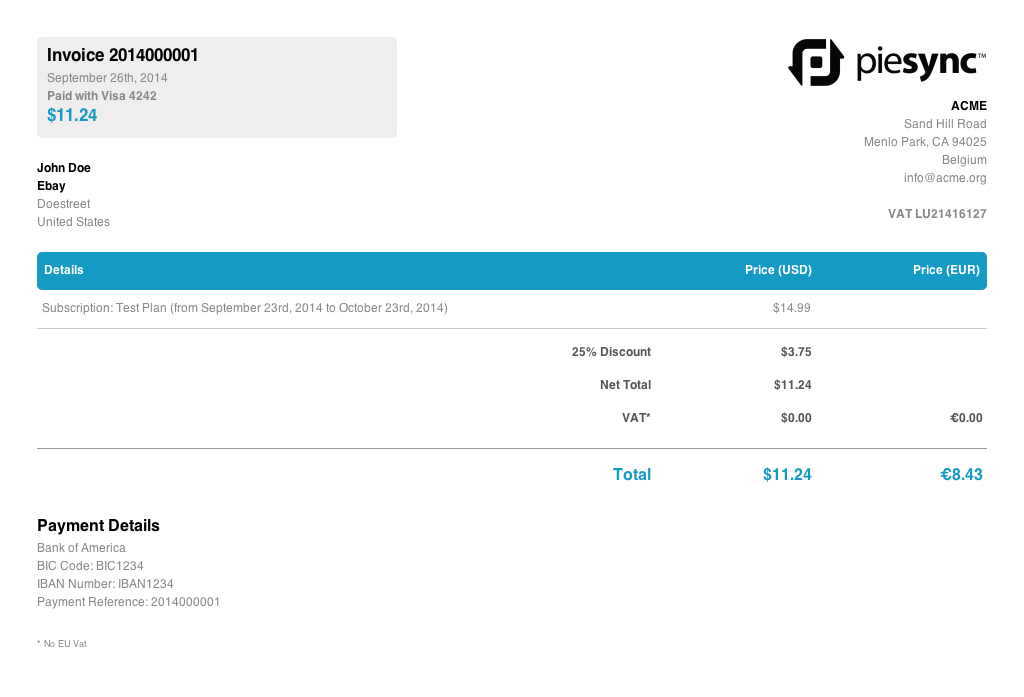 Invoice 2014000001
September 26th, 2014
Paid with Visa 4242
$11.24
piesync™
ACME
Sand Hill Road
Menlo Park, CA 94025
Belgium
info@acme.org
VAT LU21416127
John Doe
Ebay
Doestreet
United States
Details Price (USD) Price (EUR)
Subscription: Test Plan (from September 23rd, 2014 to October 23rd, 2014) $14.99
25% Discount $3.75
Net Total $11.24
VAT* $0.00 €0.00
Total $11.24 €8.43
Payment Details
Bank of America
BIC Code: BIC1234
IBAN Number: IBAN1234
Payment Reference: 2014000001
* No EU Vat